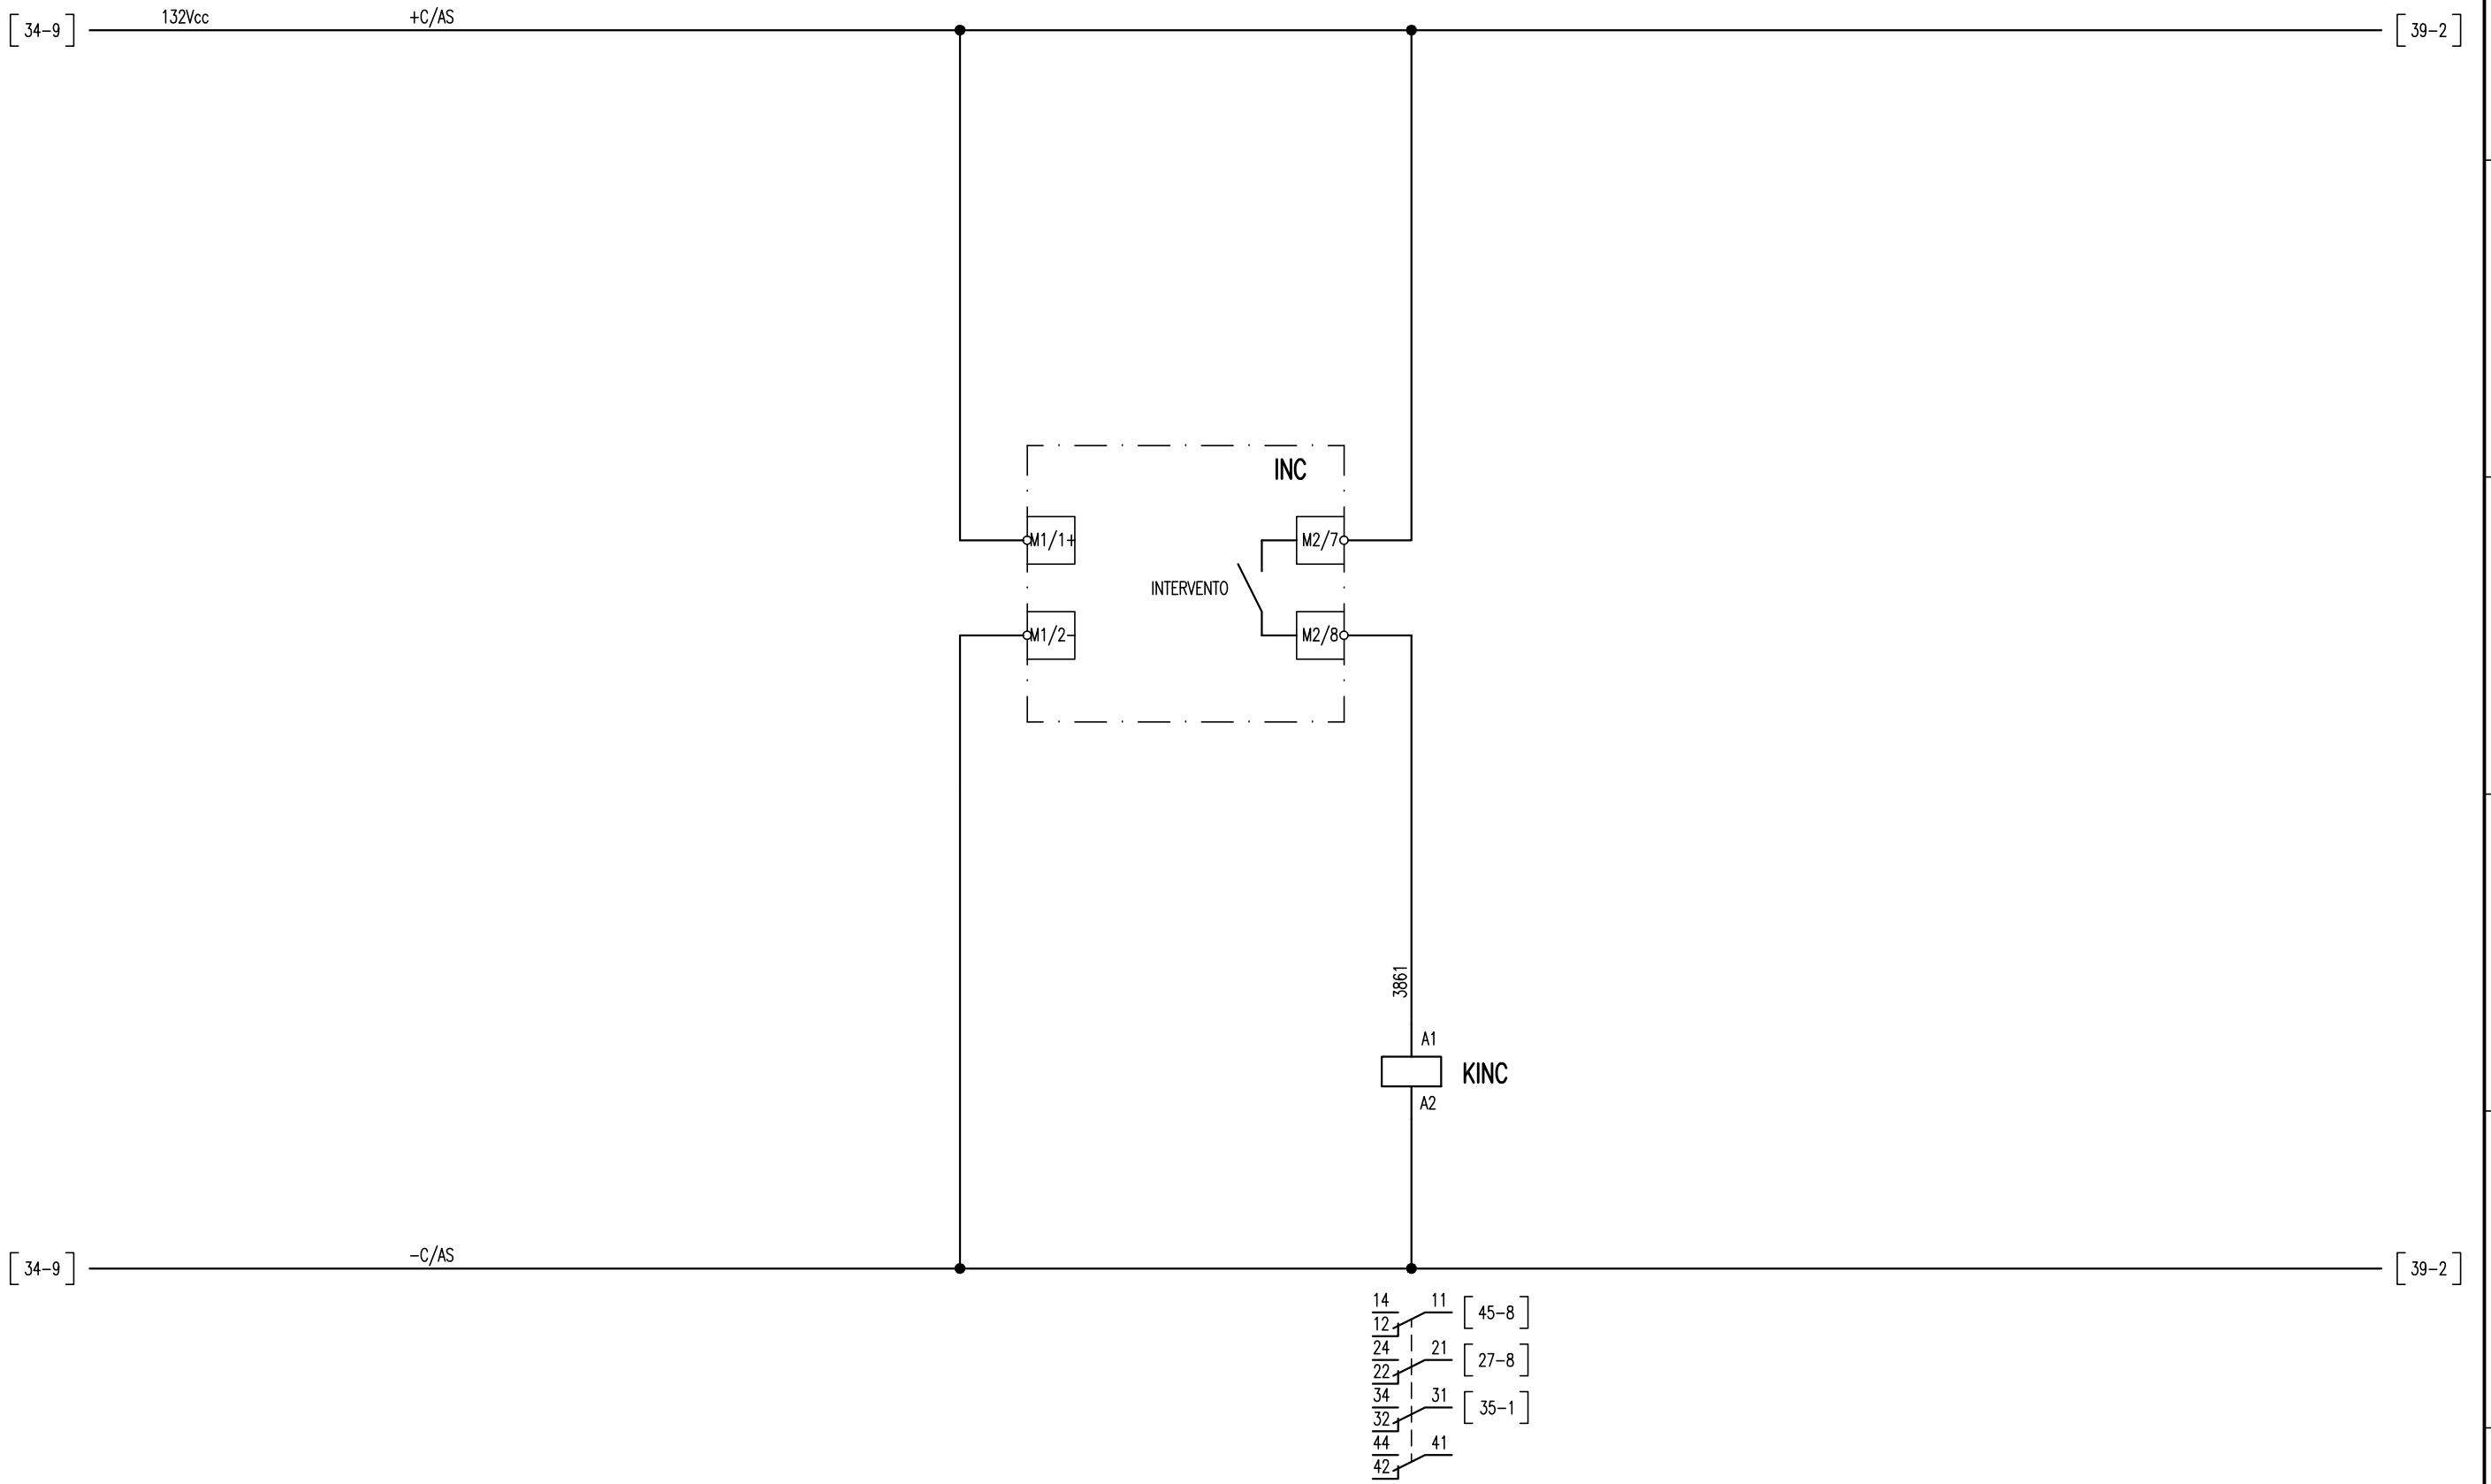 132Vcc +C/AS
34-9 39-2
INC
M1/1+ M2/7
INTERVENTO
M1/2- M2/8
3861
A1
KINC
A2
-C/AS
34-9 39-2
14 11 45-8
12
24 21 27-8
22
34 31 35-1
32
44 41
42